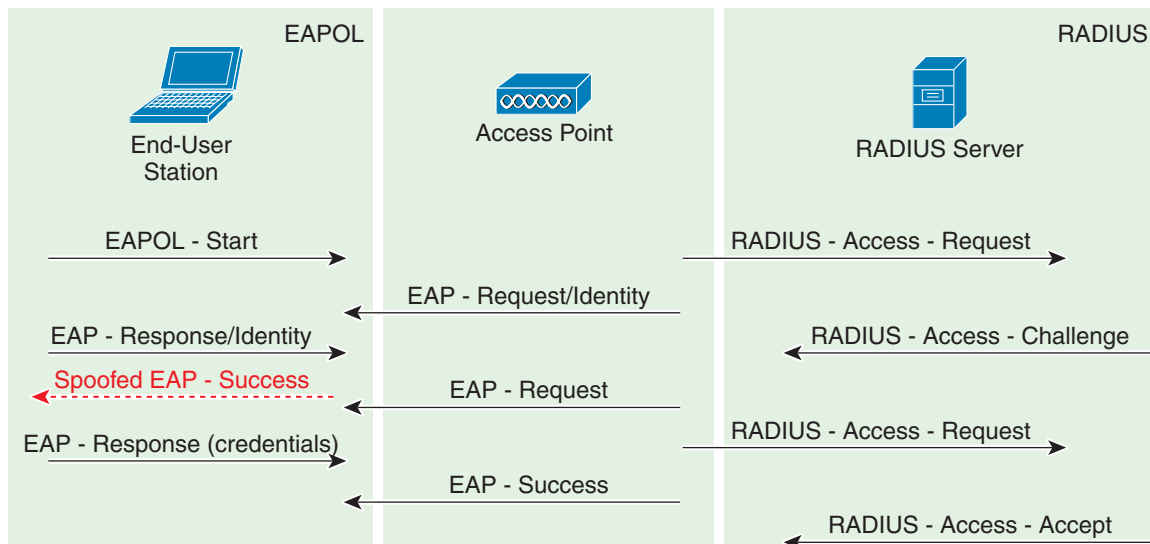 EAPOL
RADIUS
End-User
Station
Access Point
RADIUS Server
EAPOL - Start
RADIUS - Access - Request
EAP - Request/Identity
EAP - Response/Identity
RADIUS - Access - Challenge
Spoofed EAP - Success
EAP - Request
EAP - Response (credentials)
RADIUS - Access - Request
EAP - Success
RADIUS - Access - Accept